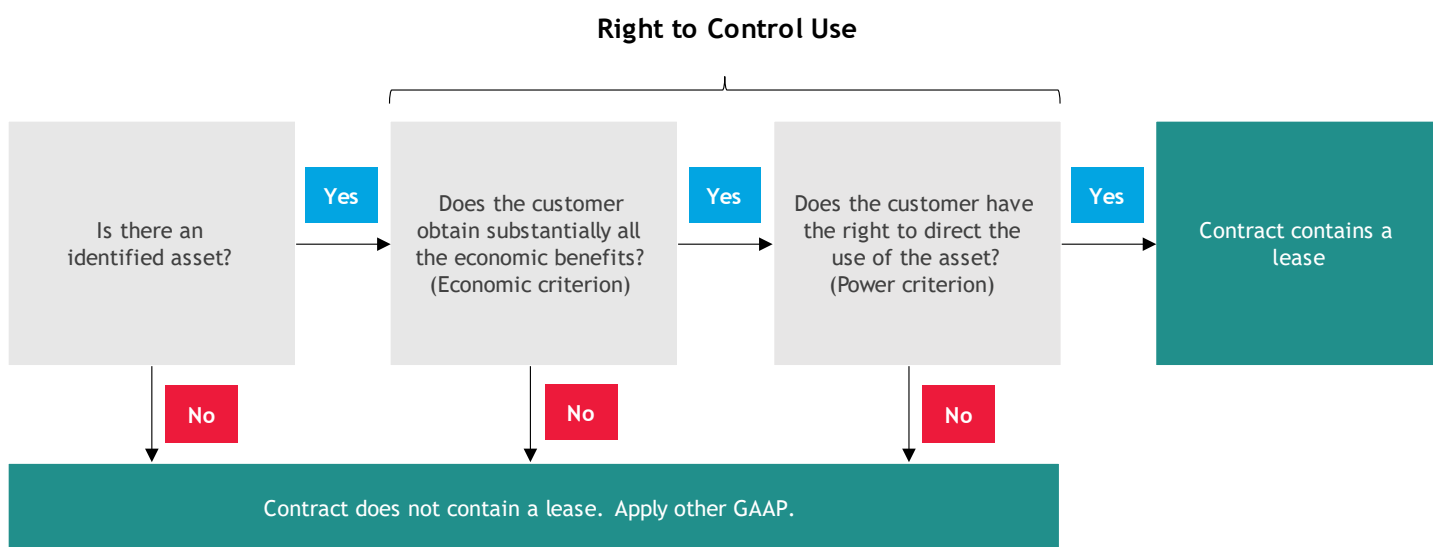 Right to Control Use
Is there an
identified asset?
Yes
Does the customer
obtain substantially all
the economic benefits?
(Economic criterion)
Yes
Does the customer have
the right to direct the
use of the asset?
(Power criterion)
Yes
Contract contains a
lease
No
No
No
Contract does not contain a lease. Apply other GAAP.